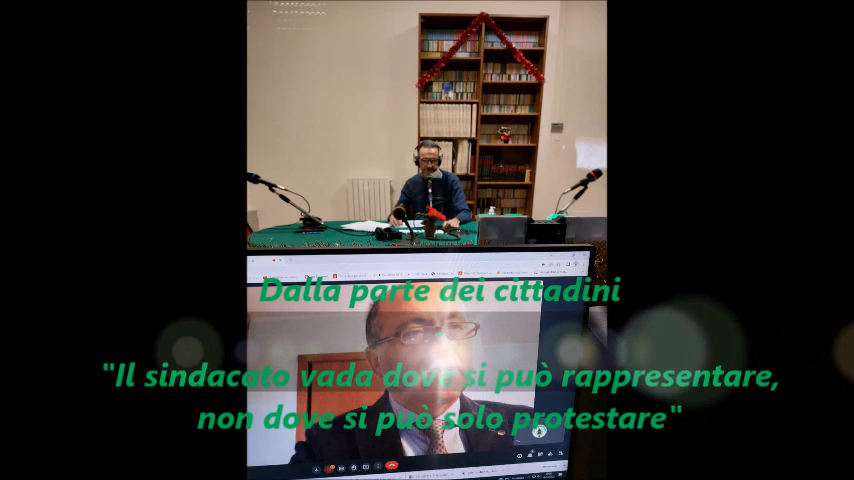 Dalla parte dei cittadini
"Il sindacato vada dove si può rappresentare,
non dove si può solo protestare"